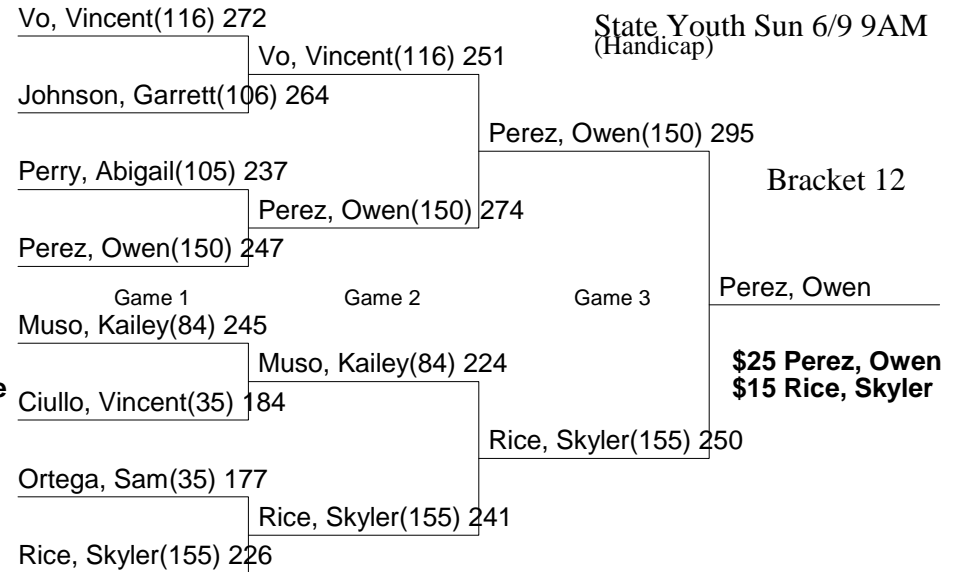 Vo, Vincent(116) 272
State Youth Sun 6/9 9AM
(Handicap)
Vo, Vincent(116) 251
Johnson, Garrett(106) 264
Perez, Owen(150) 295
Perry, Abigail(105) 237
Bracket 12
Perez, Owen(150) 274
Perez, Owen(150) 247
Game 1
Game 2
Game 3
Perez, Owen
Muso, Kailey(84) 245
Muso, Kailey(84) 224
$25 Perez, Owen
$15 Rice, Skyler
e
Ciullo, Vincent(35) 184
Rice, Skyler(155) 250
Ortega, Sam(35) 177
Rice, Skyler(155) 241
Rice, Skyler(155) 226